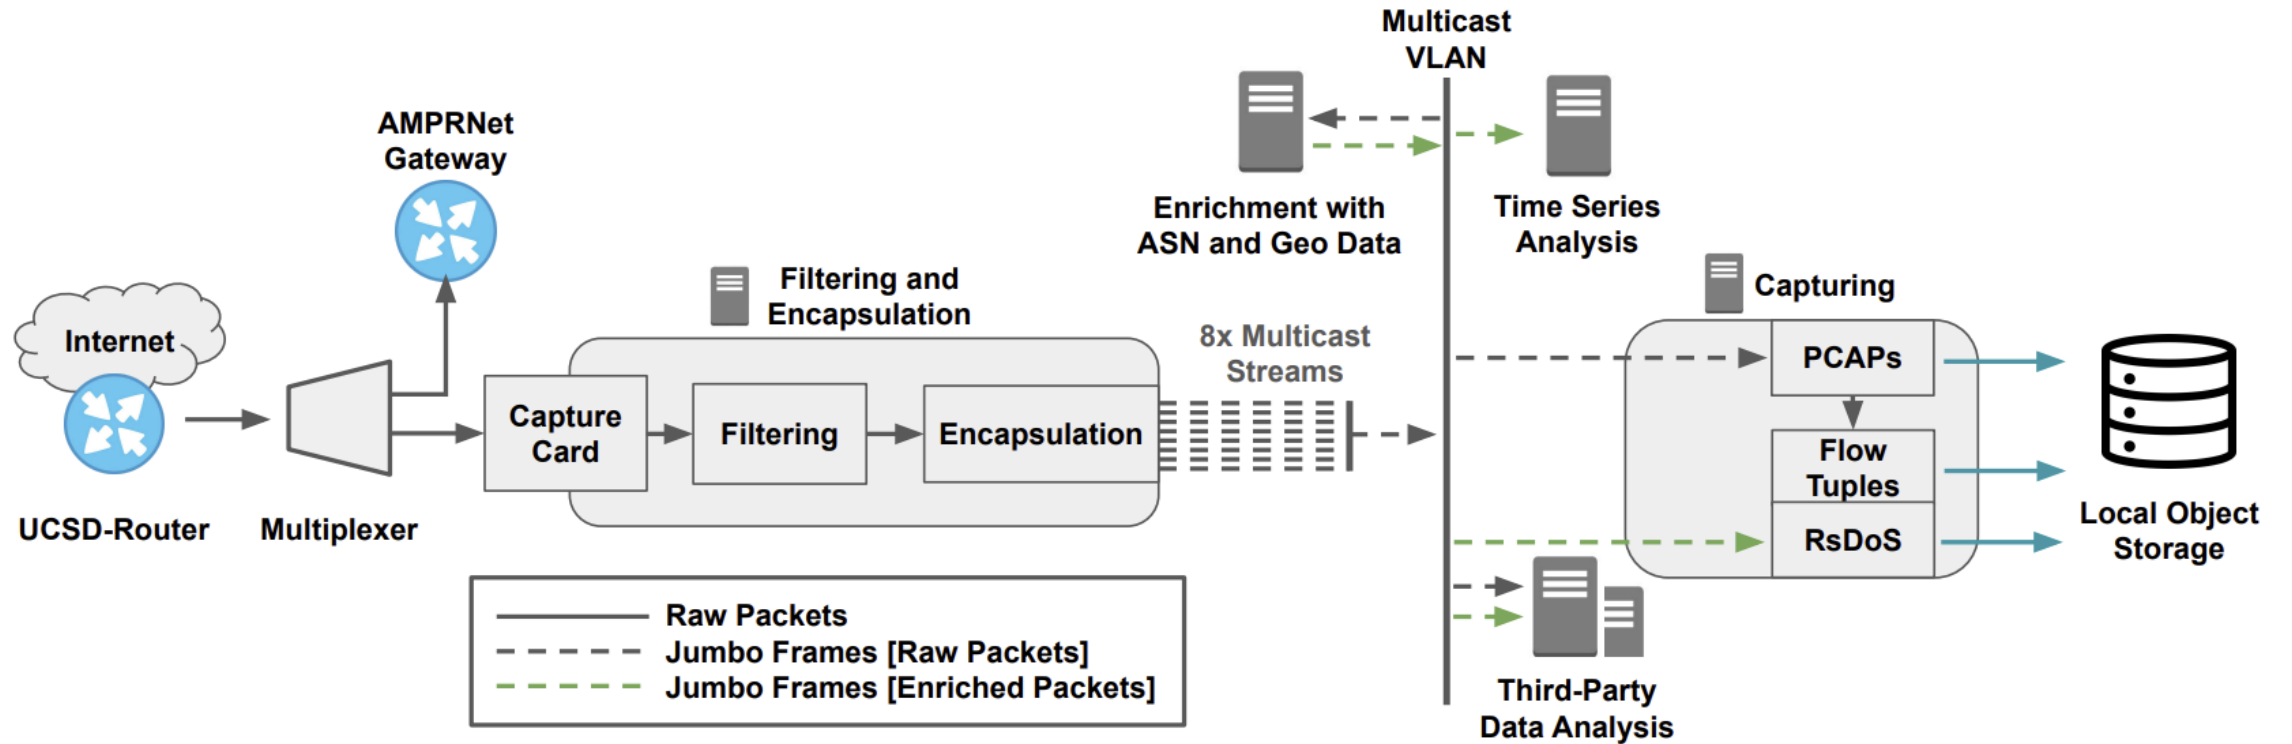 Multicast
VLAN
AMPRNet
Gateway
Enrichment with
ASN and Geo Data
Time Series
Analysis
Internet
UCSD-Router
Multiplexer
Filtering and
Encapsulation
Capture
Card
Filtering
Encapsulation
8x Multicast
Streams
Capturing
PCAPs
Flow
Tuples
RsDoS
Local Object
Storage
Third-Party
Data Analysis
Raw Packets
Jumbo Frames [Raw Packets]
Jumbo Frames [Enriched Packets]